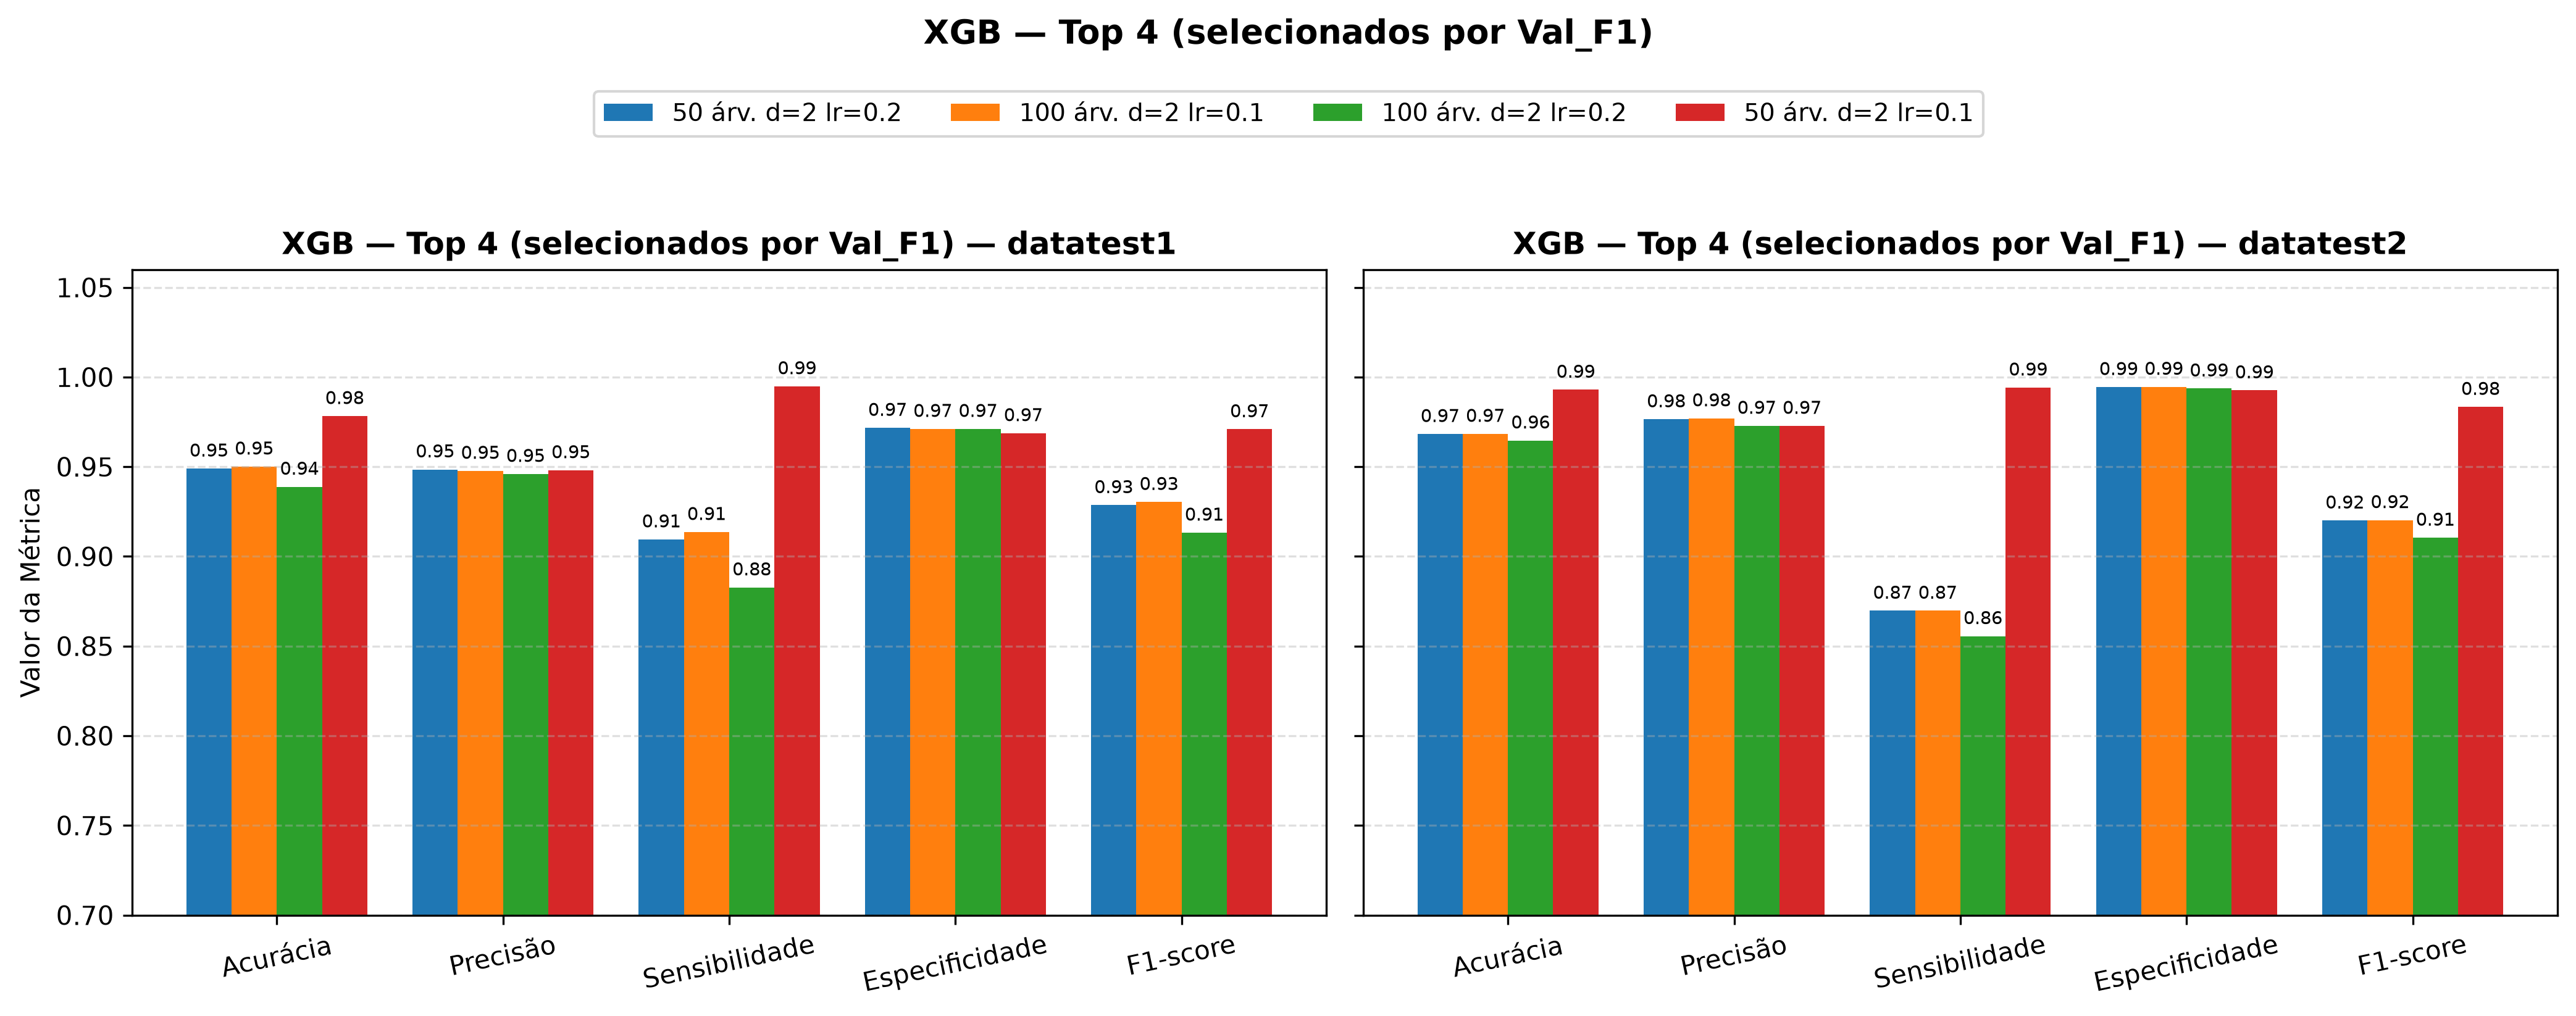 XGB — Top 4 (selecionados por Val_F1)
50 árv. d=2 lr=0.2 100 árv. d=2 lr=0.1 100 árv. d=2 lr=0.2 50 árv. d=2 lr=0.1
XGB — Top 4 (selecionados por Val_F1) — datatest1
Valor da Métrica
1.05
1.00
0.95
0.90
0.85
0.80
0.75
0.70
0.95 0.95 0.94 0.98
0.95 0.95 0.95 0.95
0.91 0.91 0.88 0.99
0.97 0.97 0.97 0.97
0.93 0.93 0.91 0.97
Acurácia Precisão Sensibilidade Especificidade F1-score
XGB — Top 4 (selecionados por Val_F1) — datatest2
0.97 0.97 0.96 0.99
0.98 0.98 0.97 0.97
0.87 0.87 0.86 0.99
0.99 0.99 0.99 0.99
0.92 0.92 0.91 0.98
Acurácia Precisão Sensibilidade Especificidade F1-score